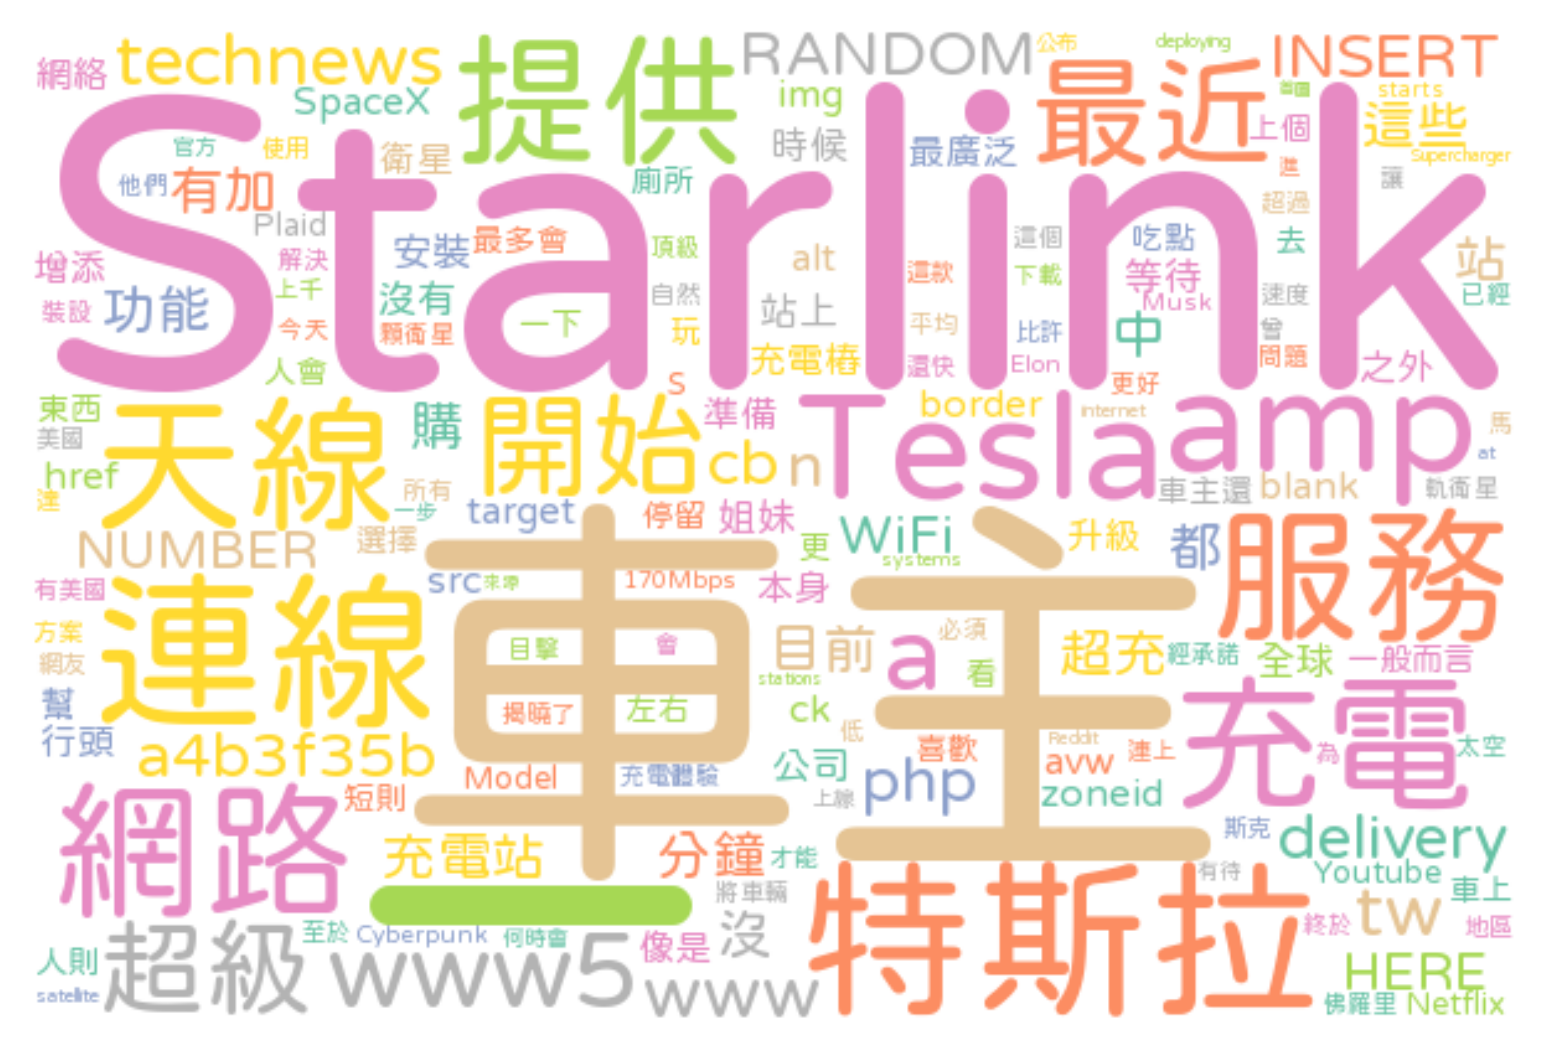 網絡 technews 提供 RANDOM 公布 deploying INSERT
SpaceX img 最近 starts
Starlink 上個 這些
官方 使用 衛星 時候 最廣泛 Supercharger
他們 有加 廁所 進 讓
Plaid 超過
增添 解決 安裝 最多會 頂級 alt 這個 吃點 去 站
功能 上千 沒有 自然 站上 這款 下載 等待 Musk 速度 已經
裝設 今天 顆衛星 一下 玩 平均 比許 中 曾
人會 充電樁 還快 Elon 更好 問題 之外
東西 天線 購 開始 S 準備 Tesla border internet amp 馬
美國 cb n at
href 所有 車主還 blank 軌衛星
達 一步 target 停留 姐妹 WiFi 升級 都 服務
NUMBER 選擇 車主 更 systems
有美國 連線 src 170Mbps 本身
方案 目擊 會 目前 a 必須 超充 經承諾 全球 一般而言
網友 stations 看
幫 揭曉了 左右 ck 低 充電
行頭 a4b3f35b 公司 喜歡 Reddit 連上 為 太空
Model 充電體驗 php avw
網路 短則 上線 zoneid
充電站 分鐘 才能 斯克 delivery
一 將車輛 特斯拉 有待 Youtube 車上
超級 至於 Cyberpunk 何時會 像是 沒 終於 tw 地區
人則 www5 HERE
satellite www 佛羅里 Netflix